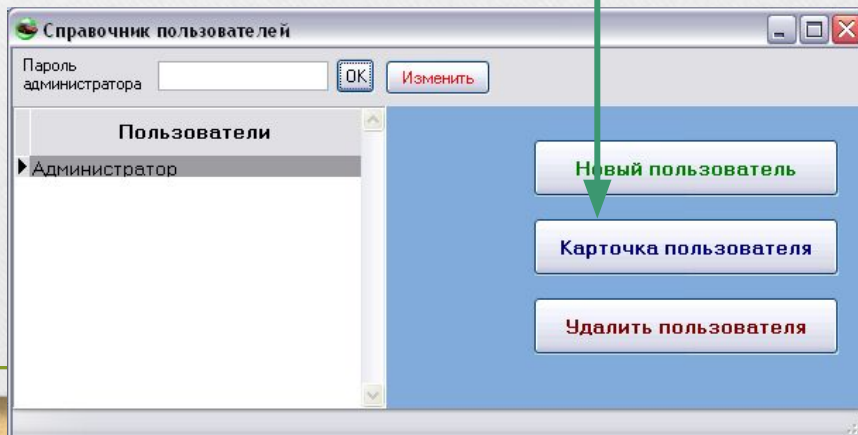 Справочник пользователей
Пароль
администратора
OK
Изменить
Пользователи
Администратор
Новый пользователь
Карточка пользователя
Удалить пользователя